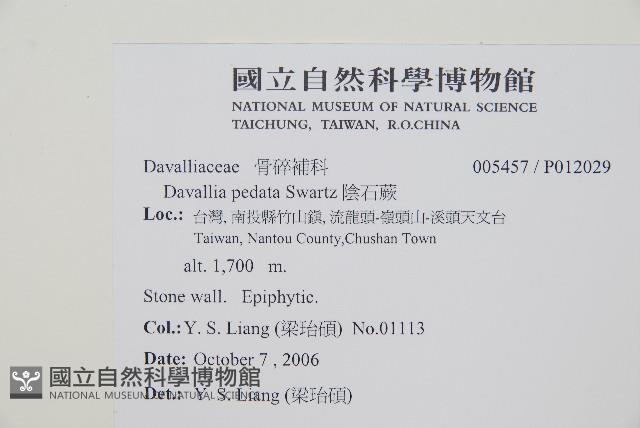 國立自然科學博物館
NATIONAL MUSEUM OF NATURAL SCIENCE
TAICHUNG, TAIWAN, R.O.CHINA
Davalliaceae 骨碎補科 005457 / P012029
Davallia pedata Swartz 陰石蕨
Loc.: 台灣, 南投縣竹山鎮, 流龍頭-嶺頭山-溪頭天文台
Taiwan, Nantou County,Chushan Town
alt. 1,700 m.
Stone wall. Epiphytic.
Col.: Y. S. Liang (梁珆碩) No.01113
Date: October 7 , 2006
Det.: Y. S. Liang (梁珆碩)
國立自然科學博物館
NATIONAL MUSEUM OF NATURAL SCIENCE